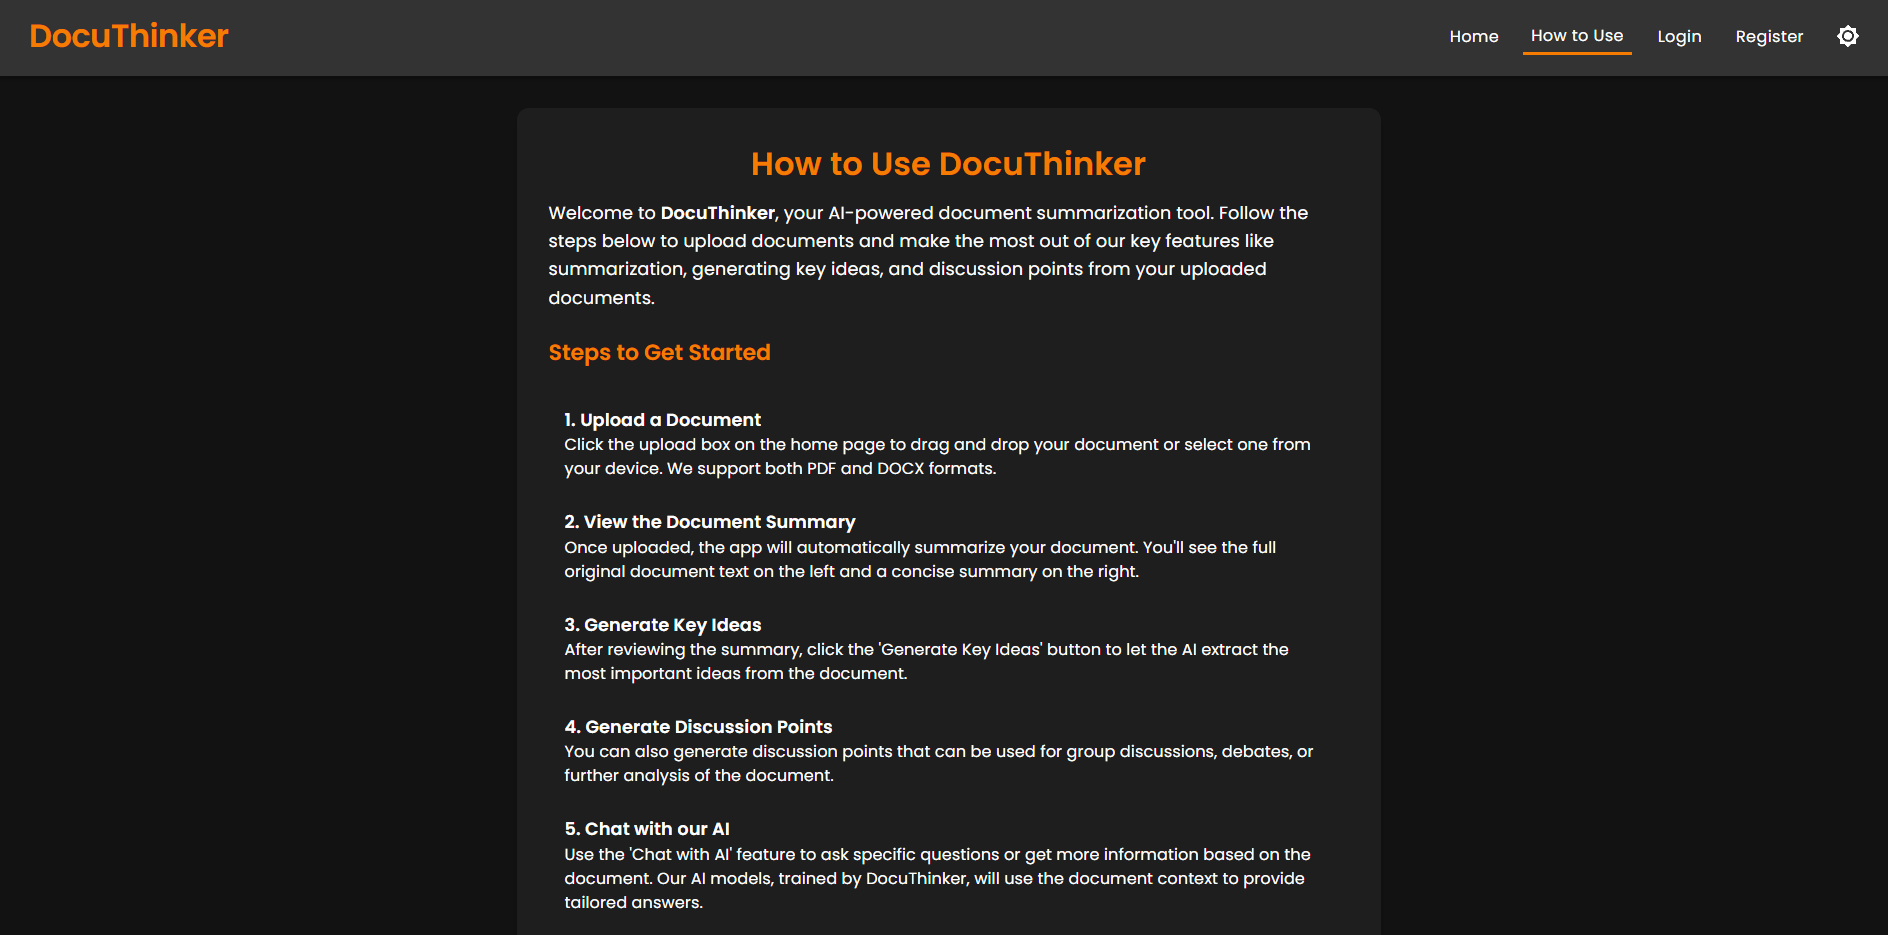 DocuThinker
Home How to Use Login Register
How to Use DocuThinker
Welcome to DocuThinker, your AI-powered document summarization tool. Follow the
steps below to upload documents and make the most out of our key features like
summarization, generating key ideas, and discussion points from your uploaded
documents.
Steps to Get Started
1. Upload a Document
Click the upload box on the home page to drag and drop your document or select one from
your device. We support both PDF and DOCX formats.
2. View the Document Summary
Once uploaded, the app will automatically summarize your document. You'll see the full
original document text on the left and a concise summary on the right.
3. Generate Key Ideas
After reviewing the summary, click the 'Generate Key Ideas' button to let the AI extract the
most important ideas from the document.
4. Generate Discussion Points
You can also generate discussion points that can be used for group discussions, debates, or
further analysis of the document.
5. Chat with our AI
Use the 'Chat with AI' feature to ask specific questions or get more information based on the
document. Our AI models, trained by DocuThinker, will use the document context to provide
tailored answers.